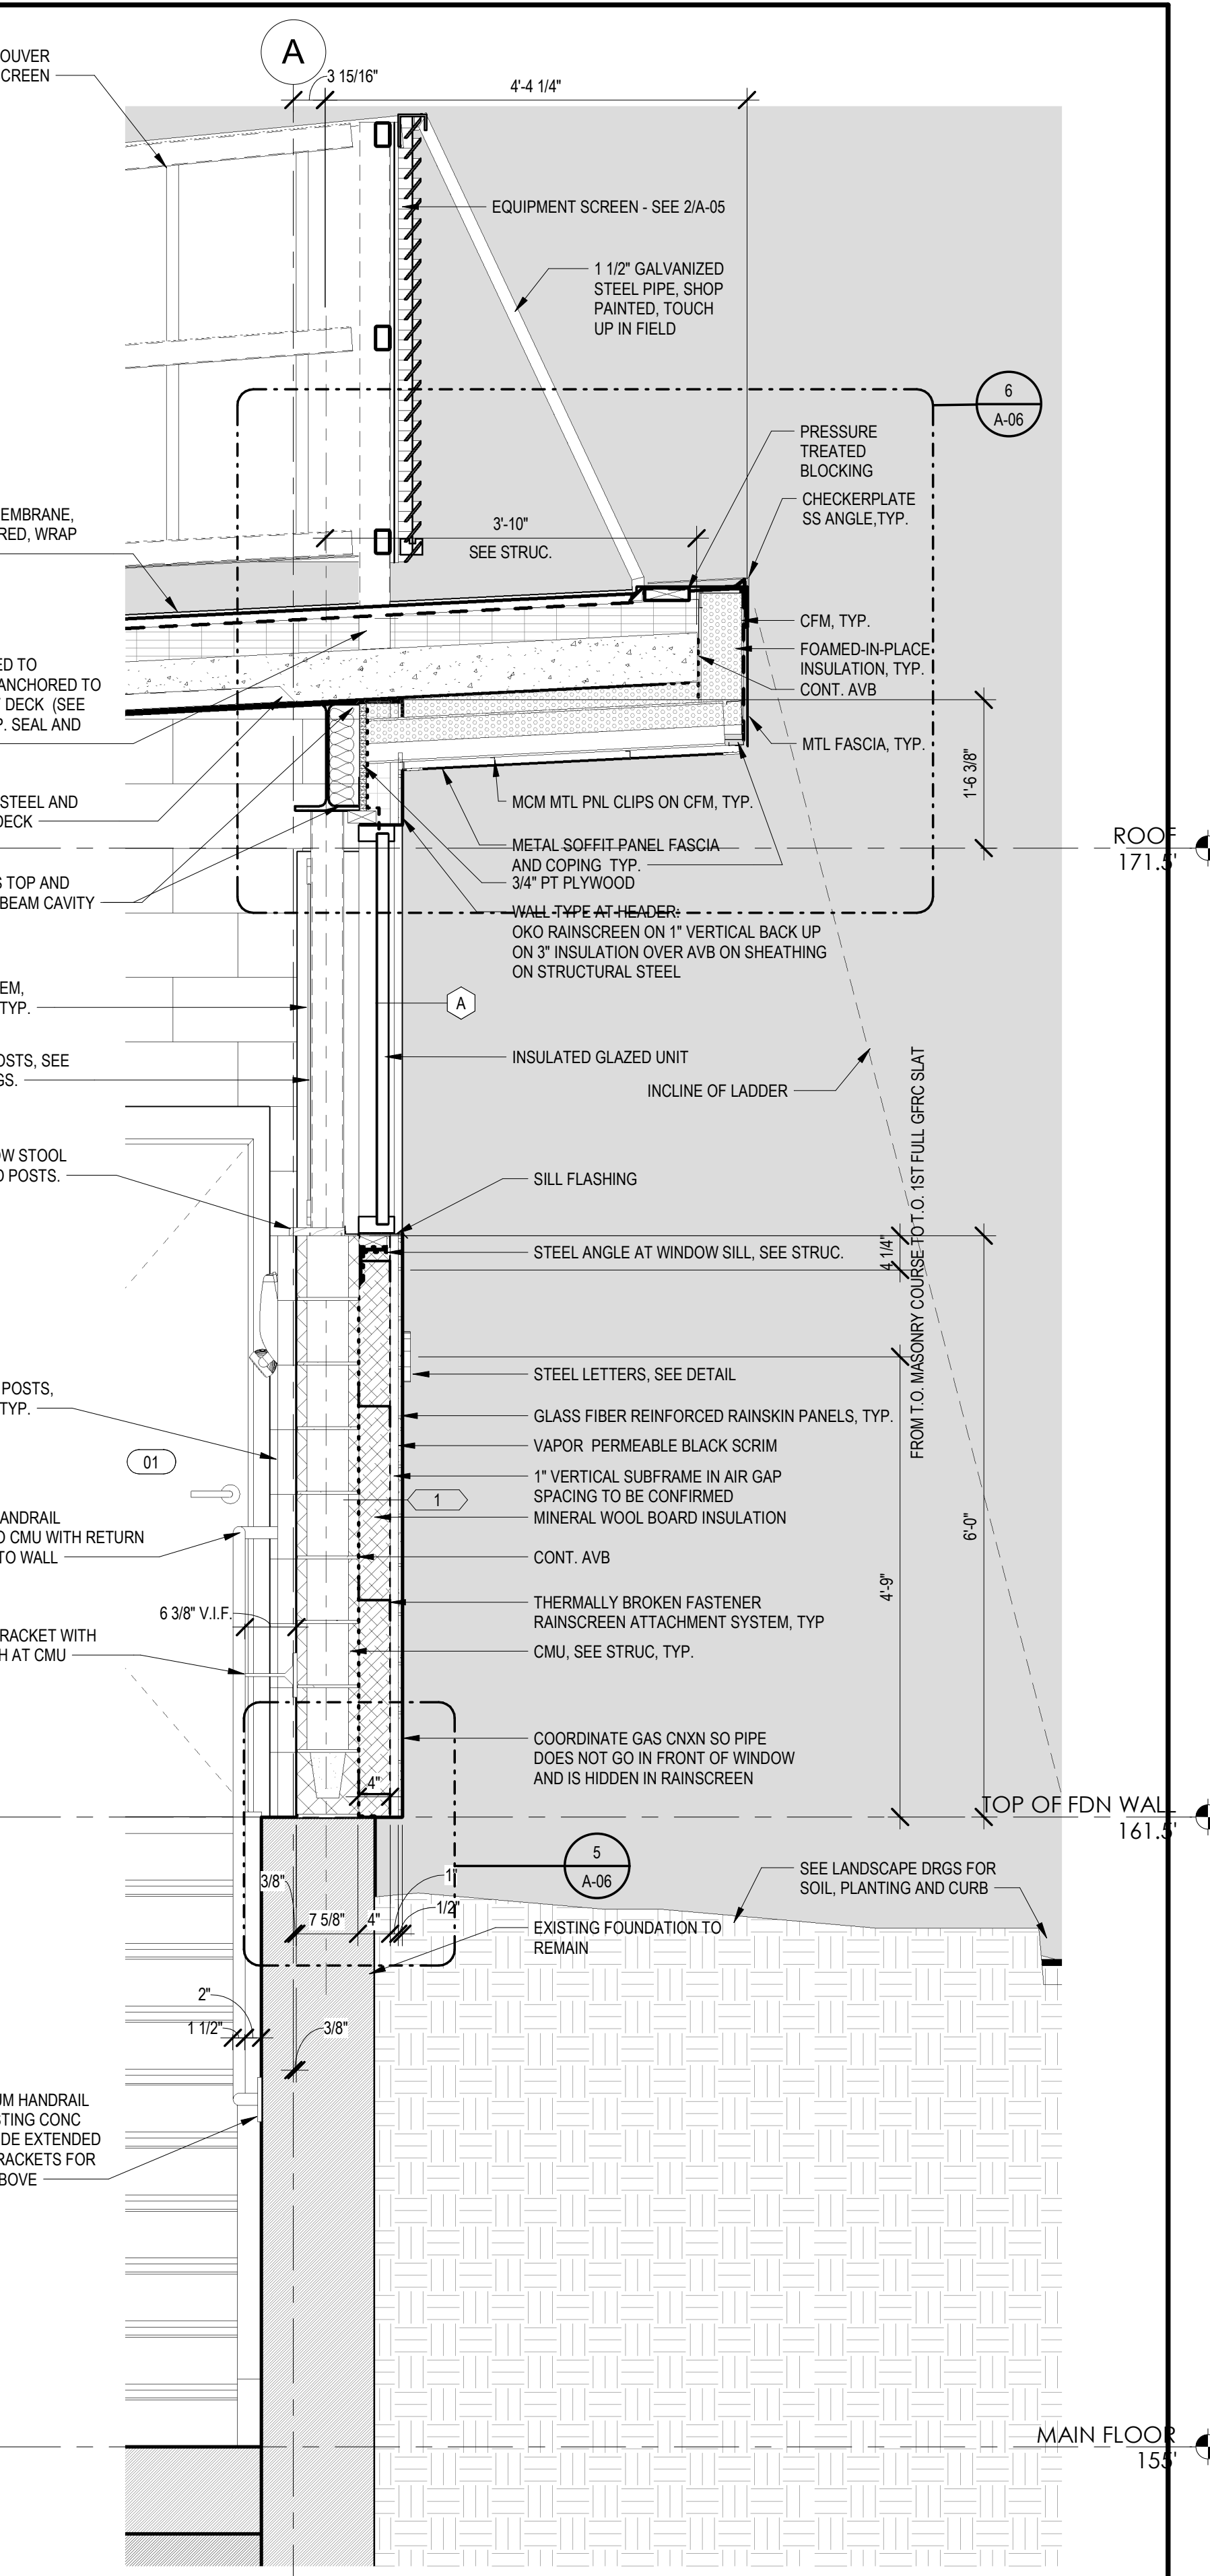 A
OUVER
CREEN
3 15/16"
4'-4 1/4"
EQUIPMENT SCREEN - SEE 2/A-05
1 1/2" GALVANIZED
STEEL PIPE, SHOP
PAINTED, TOUCH
UP IN FIELD
6
A-06
PRESSURE
TREATED
BLOCKING
CHECKERPLATE
SS ANGLE,TYP.
EMBRANE,
RED, WRAP
3'-10"
SEE STRUC.
CFM, TYP.
FOAMED-IN-PLACE
INSULATION, TYP.
CONT. AVB
ED TO
ANCHORED TO
DECK (SEE
P. SEAL AND
MTL FASCIA, TYP.
1'-6 3/8"
STEEL AND
DECK
MCM MTL PNL CLIPS ON CFM, TYP.
METAL SOFFIT PANEL FASCIA
AND COPING TYP.
3/4" PT PLYWOOD
ROOF
171.5'
S TOP AND
BEAM CAVITY
WALL TYPE AT HEADER:
OKO RAINSCREEN ON 1" VERTICAL BACK UP
ON 3" INSULATION OVER AVB ON SHEATHING
ON STRUCTURAL STEEL
EM,
TYP.
A
OSTS, SEE
GS.
INSULATED GLAZED UNIT
INCLINE OF LADDER
FROM T.O. MASONRY COURSE TO T.O. 1ST FULL GFRC SLAT
OW STOOL
D POSTS.
SILL FLASHING
STEEL ANGLE AT WINDOW SILL, SEE STRUC.
4 1/4"
STEEL LETTERS, SEE DETAIL
POSTS,
TYP.
GLASS FIBER REINFORCED RAINSKIN PANELS, TYP.
VAPOR PERMEABLE BLACK SCRIM
01
1" VERTICAL SUBFRAME IN AIR GAP
SPACING TO BE CONFIRMED
1
MINERAL WOOL BOARD INSULATION
ANDRAIL
O CMU WITH RETURN
TO WALL
CONT. AVB
6'-0"
4'-9"
THERMALLY BROKEN FASTENER
RAINSCREEN ATTACHMENT SYSTEM, TYP
6 3/8" V.I.F.
RACKET WITH
H AT CMU
CMU, SEE STRUC, TYP.
COORDINATE GAS CNXN SO PIPE
DOES NOT GO IN FRONT OF WINDOW
AND IS HIDDEN IN RAINSCREEN
4"
TOP OF FDN WALL
161.5'
5
A-06
SEE LANDSCAPE DRGS FOR
SOIL, PLANTING AND CURB
3/8"
7 5/8"
4"
1"
1/2"
EXISTING FOUNDATION TO
REMAIN
2"
1 1/2"
3/8"
UM HANDRAIL
STING CONC
DE EXTENDED
RACKETS FOR
BOVE
MAIN FLOOR
155'